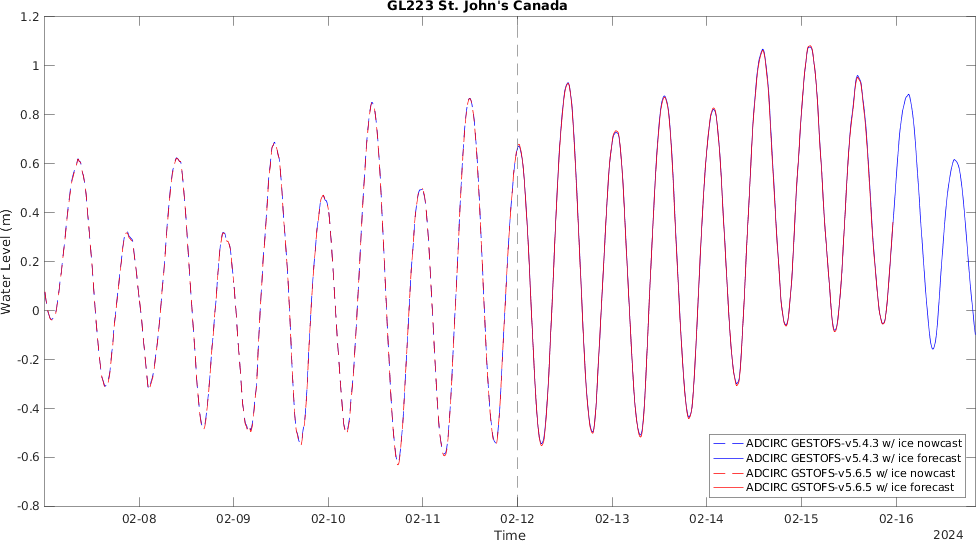 GL223 St. John's Canada
1.2
1
0.8
0.6
0.4
0.2
0
-0.2
-0.4
-0.6
-0.8
Water Level (m)
ADCIRC GESTOFS-v5.4.3 w/ ice nowcast
ADCIRC GESTOFS-v5.4.3 w/ ice forecast
ADCIRC GSTOFS-v5.6.5 w/ ice nowcast
ADCIRC GSTOFS-v5.6.5 w/ ice forecast
02-08 02-09 02-10 02-11 02-12 02-13 02-14 02-15 02-16
Time
2024